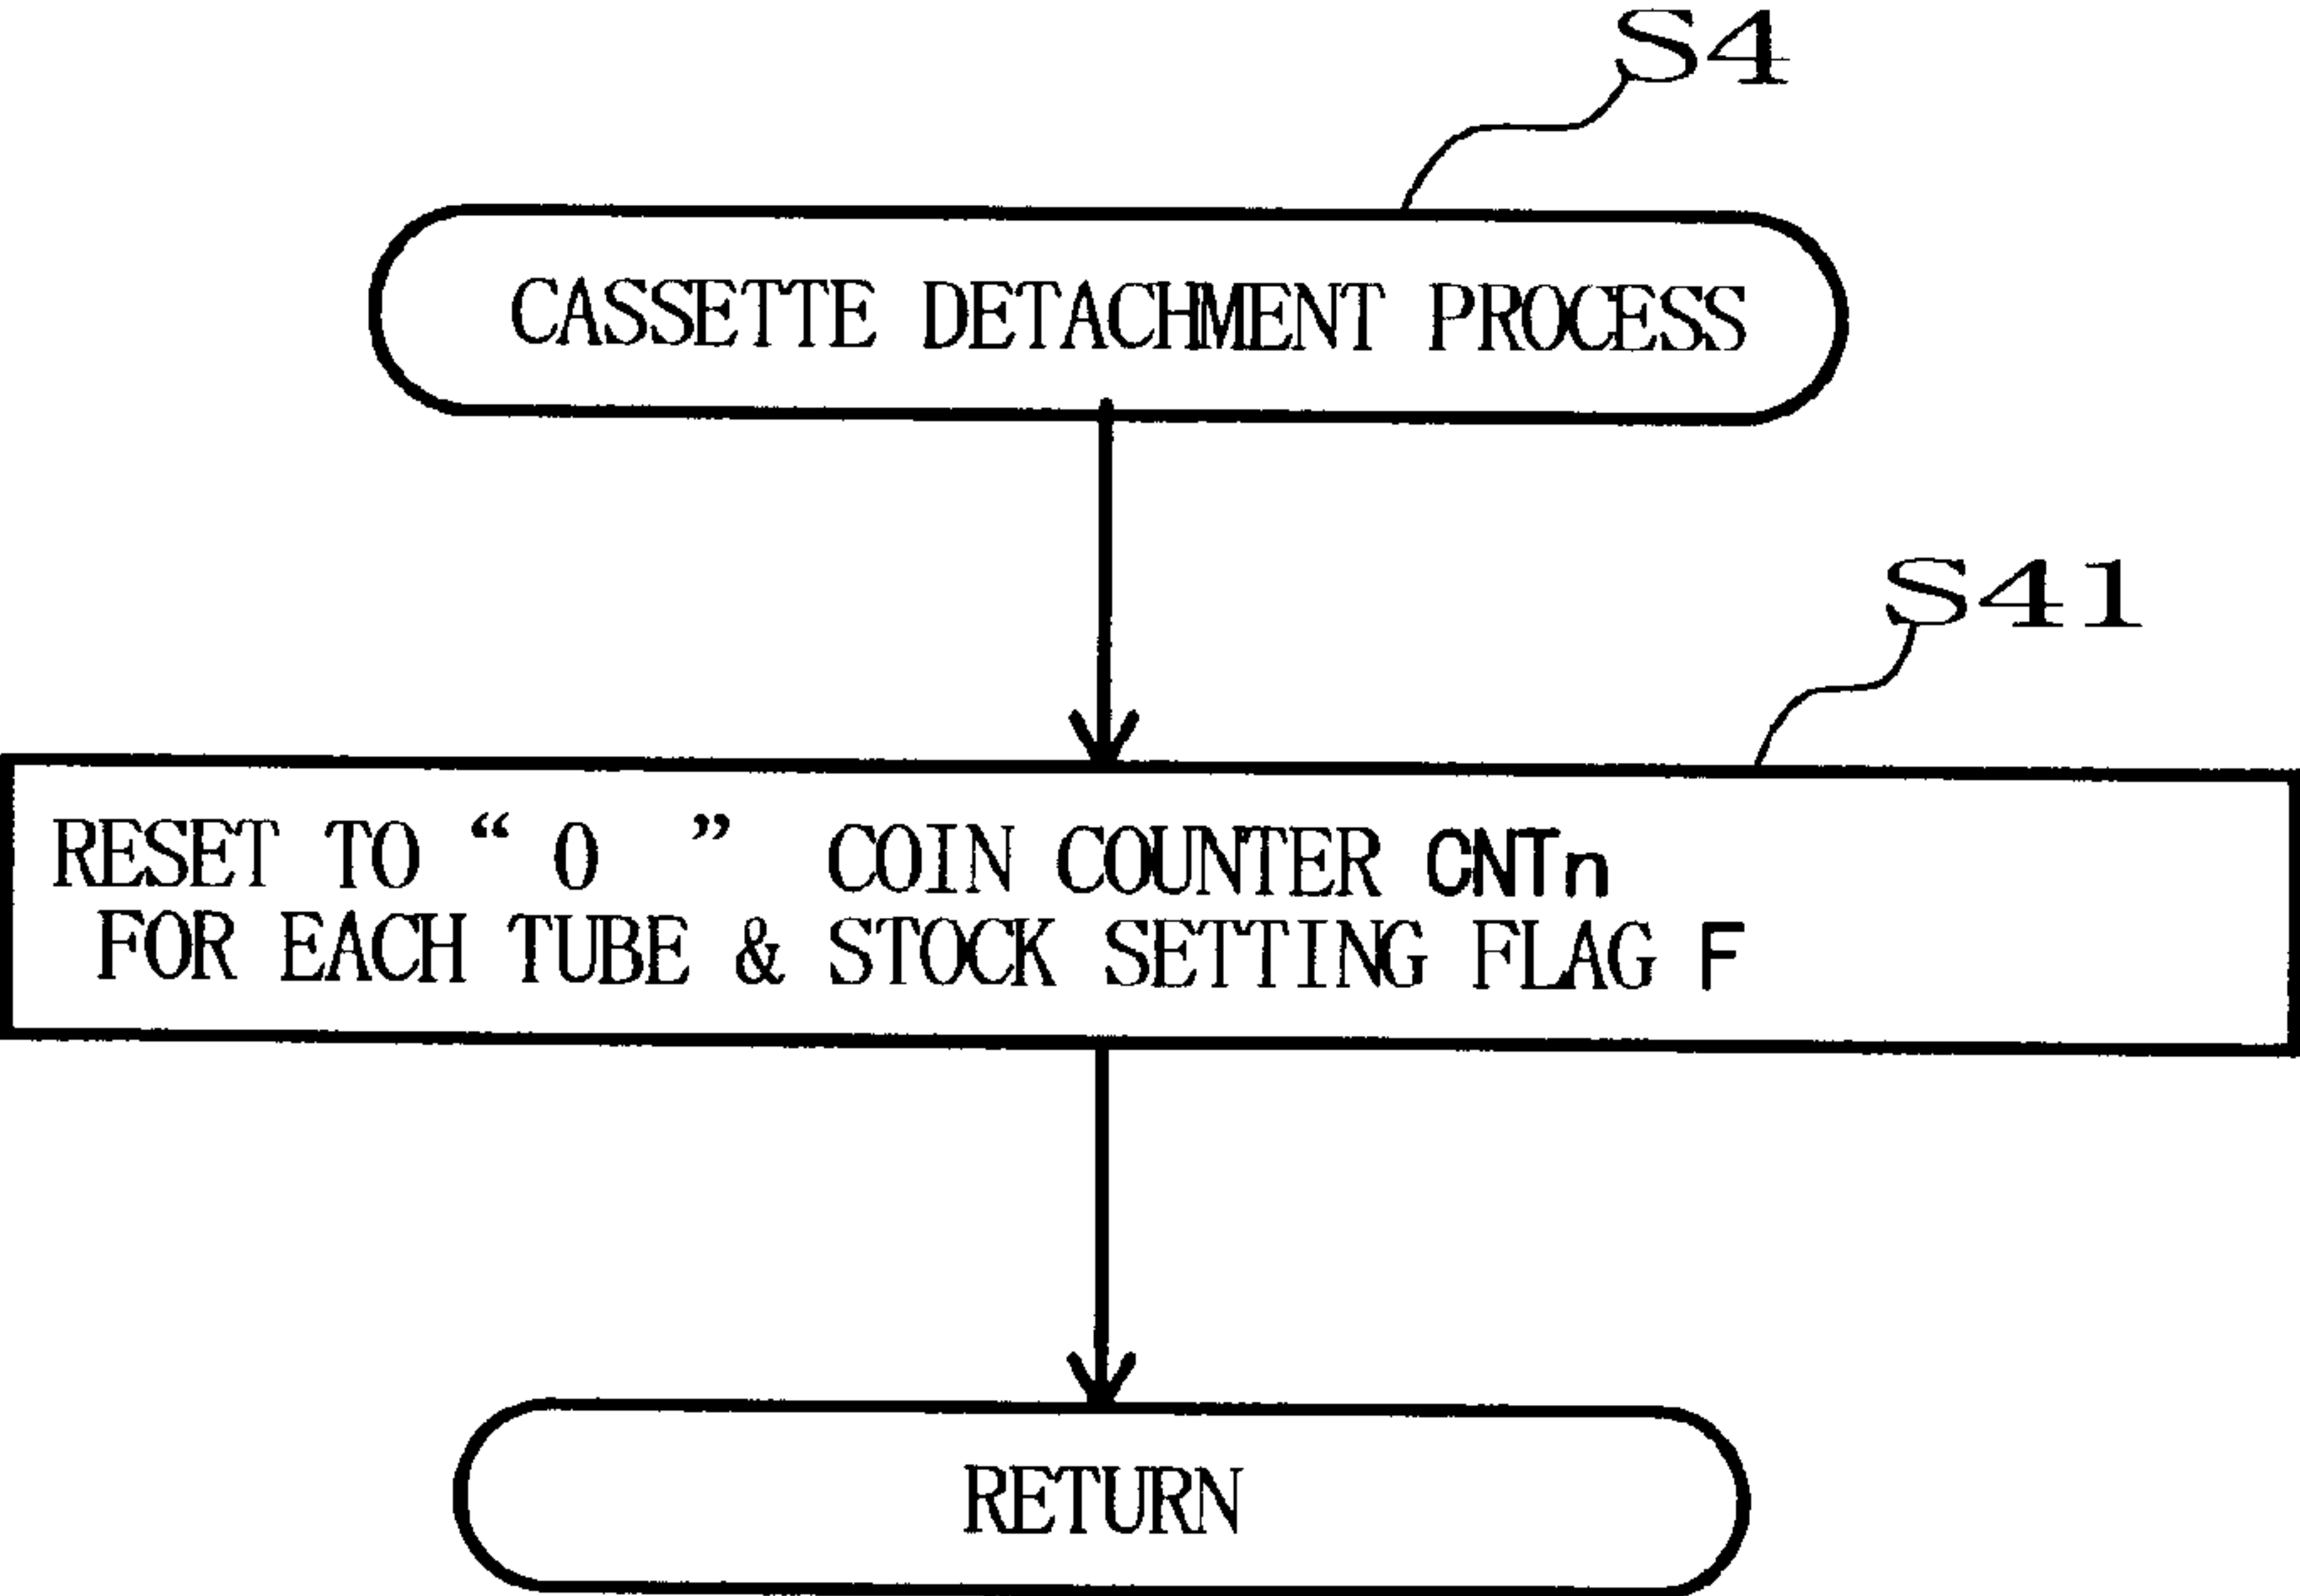 S4
CASSETTE DETACHMENT PROCESS
S41
RESET TO “ 0 ” COIN COUNTER CNTn
FOR EACH TUBE & STOCK SETTING FLAG F
RETURN